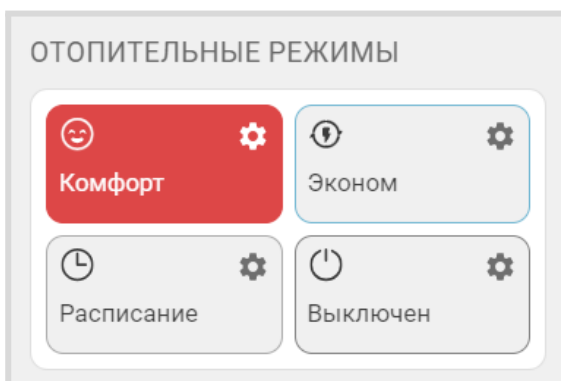 ОТОПИТЕЛЬНЫЕ РЕЖИМЫ
Комфорт
Эконом
Расписание
Выключен